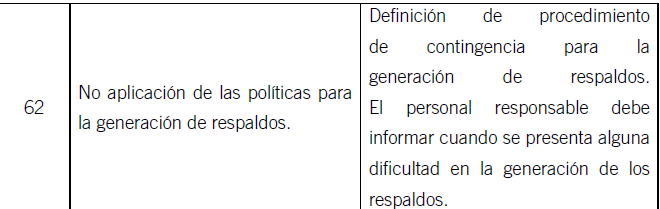 62
No aplicación de las políticas para
la generación de respaldos.
Definición de procedimiento
de contingencia para la
generación de respaldos.
El personal responsable debe
informar cuando se presenta alguna
dificultad en la generación de los
respaldos.